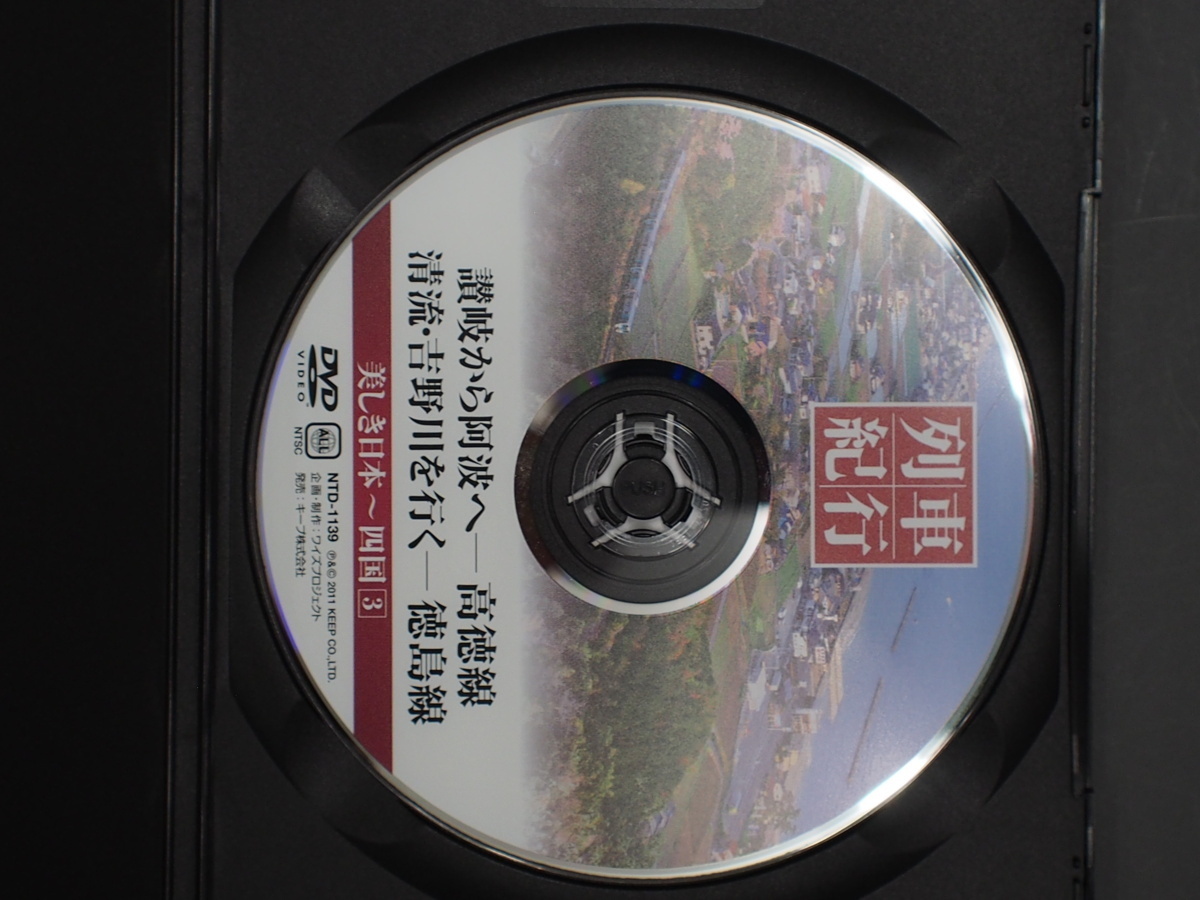 列車
紀行
讃岐から阿波へ—高徳線
清流・吉野川を行く—徳島線
美しき日本〜四国 3
DVD
VIDEO
ALL
NTSC
NTD-1139 ℗&© 2011 KEEP CO.,LTD.
企画・制作：ワイズプロジェクト
発売：キープ株式会社